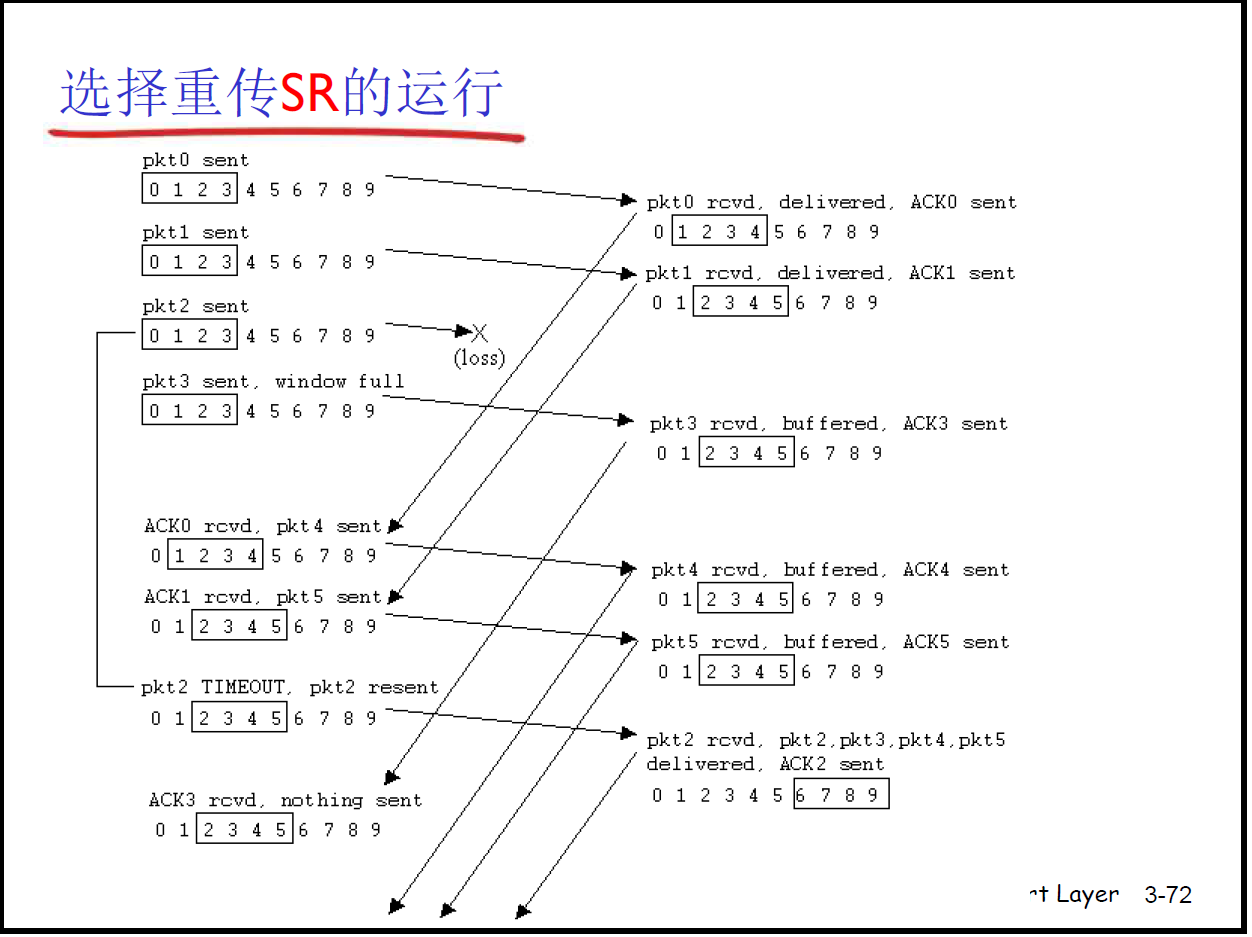 选择重传SR的运行
pkt0 sent
0 1 2 3 4 5 6 7 8 9
pkt0 rcvd, delivered, ACK0 sent
0 1 2 3 4 5 6 7 8 9
pkt1 sent
0 1 2 3 4 5 6 7 8 9
pkt1 rcvd, delivered, ACK1 sent
0 1 2 3 4 5 6 7 8 9
pkt2 sent
0 1 2 3 4 5 6 7 8 9
X
(loss)
pkt3 sent, window full
0 1 2 3 4 5 6 7 8 9
pkt3 rcvd, buffered, ACK3 sent
0 1 2 3 4 5 6 7 8 9
ACK0 rcvd, pkt4 sent
0 1 2 3 4 5 6 7 8 9
pkt4 rcvd, buffered, ACK4 sent
0 1 2 3 4 5 6 7 8 9
ACK1 rcvd, pkt5 sent
0 1 2 3 4 5 6 7 8 9
pkt5 rcvd, buffered, ACK5 sent
0 1 2 3 4 5 6 7 8 9
pkt2 TIMEOUT, pkt2 resent
0 1 2 3 4 5 6 7 8 9
pkt2 rcvd, pkt2,pkt3,pkt4,pkt5
delivered, ACK2 sent
0 1 2 3 4 5 6 7 8 9
ACK3 rcvd, nothing sent
0 1 2 3 4 5 6 7 8 9
Layer 3-72